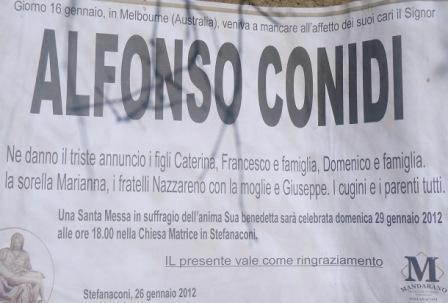 Giorno 16 gennaio, in Melbourne (Australia), veniva a mancare all'affetto dei suoi cari il Signor
ALFONSO CONIDI
Ne danno il triste annuncio i figli Caterina, Francesco e famiglia, Domenico e famiglia.
la sorella Marianna, i fratelli Nazzareno con la moglie e Giuseppe. I cugini e i parenti tutti.
Una Santa Messa in suffragio dell'anima Sua benedetta sarà celebrata domenica 29 gennaio 2012
alle ore 18.00 nella Chiesa Matrice in Stefanaconi.
IL presente vale come ringraziamento
M
MANDARANO
Stefanaconi, 26 gennaio 2012